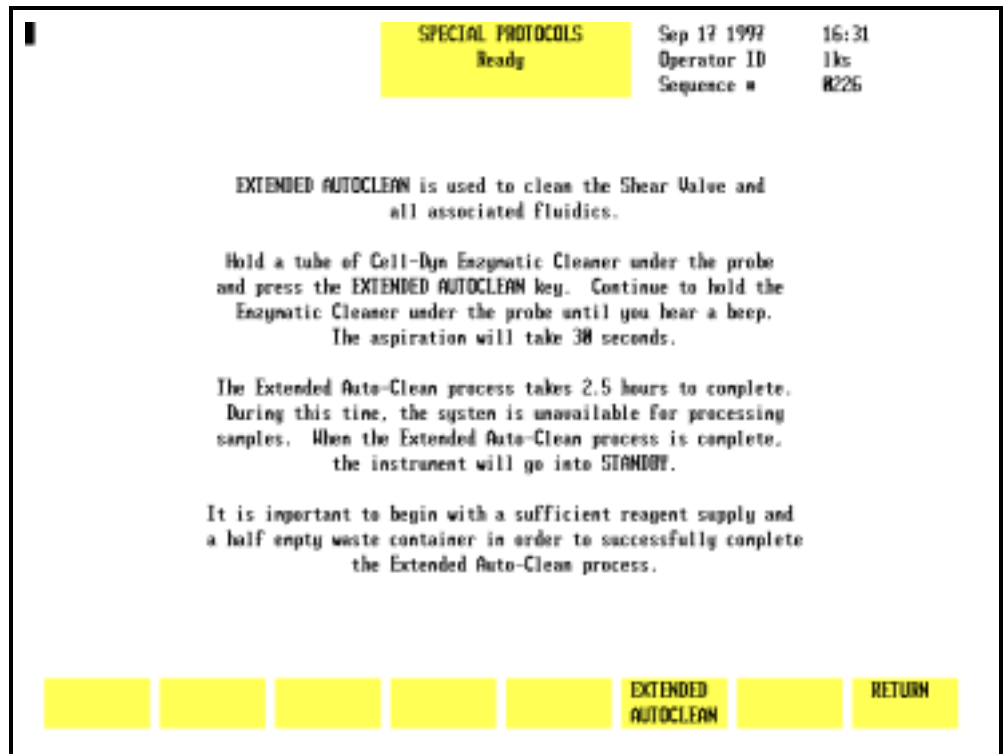 SPECIAL PROTOCOLS
Ready
Sep 17 1997 16:31
Operator ID lks
Sequence # 0226
EXTENDED AUTOCLEAN is used to clean the Shear Valve and
all associated fluidics.
Hold a tube of Cell-Dyn Enzymatic Cleaner under the probe
and press the EXTENDED AUTOCLEAN key. Continue to hold the
Enzymatic Cleaner under the probe until you hear a beep.
The aspiration will take 30 seconds.
The Extended Auto-Clean process takes 2.5 hours to complete.
During this time, the system is unavailable for processing
samples. When the Extended Auto-Clean process is complete,
the instrument will go into STANDBY.
It is important to begin with a sufficient reagent supply and
a half empty waste container in order to successfully complete
the Extended Auto-Clean process.
EXTENDED
AUTOCLEAN
RETURN